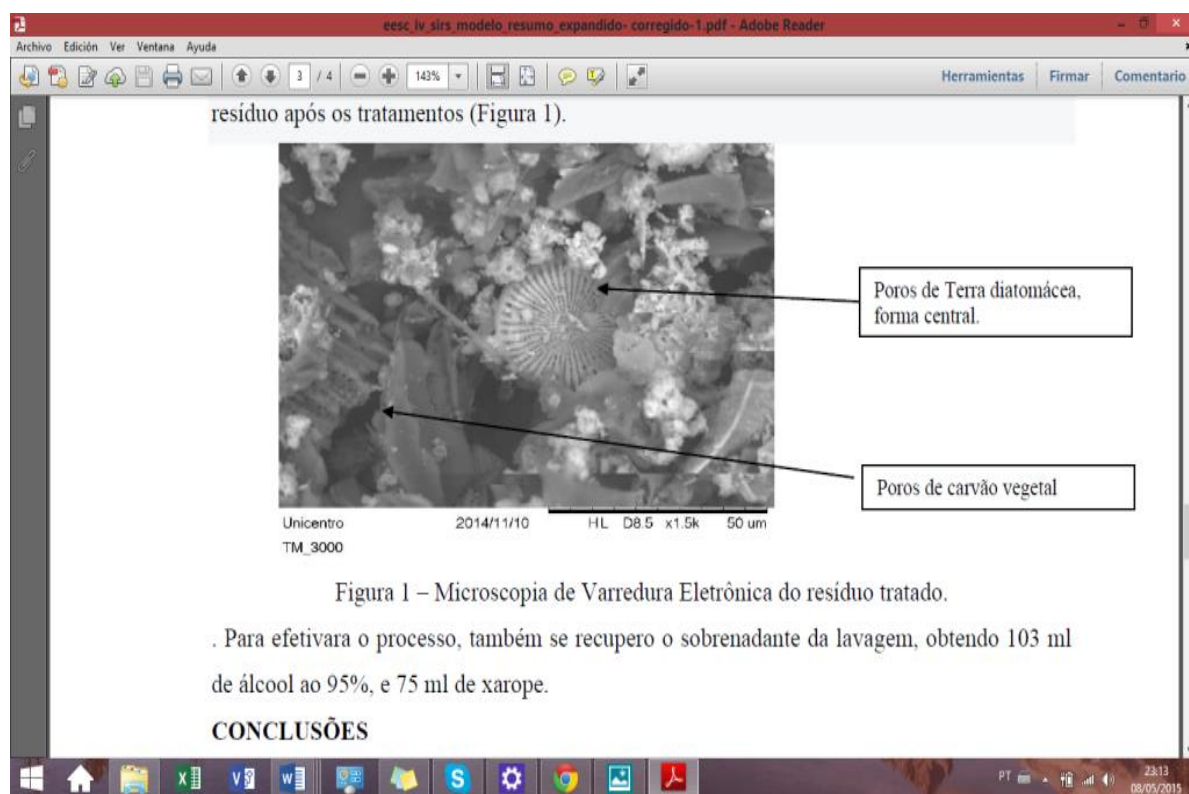 eesc_iv_sirs_modelo_resumo_expandido- corregido-1.pdf - Adobe Reader
Archivo Edición Ver Ventana Ayuda
3 / 4 143% Herramientas Firmar Comentario
resíduo após os tratamentos (Figura 1).
Poros de Terra diatomácea,
forma central.
Poros de carvão vegetal
Unicentro 2014/11/10 HL D8.5 x1.5k 50 um
TM_3000
Figura 1 – Microscopia de Varredura Eletrônica do resíduo tratado.
. Para efetivara o processo, também se recupero o sobrenadante da lavagem, obtendo 103 ml
de álcool ao 95%, e 75 ml de xarope.
CONCLUSÕES
PT 23:13
08/05/2015